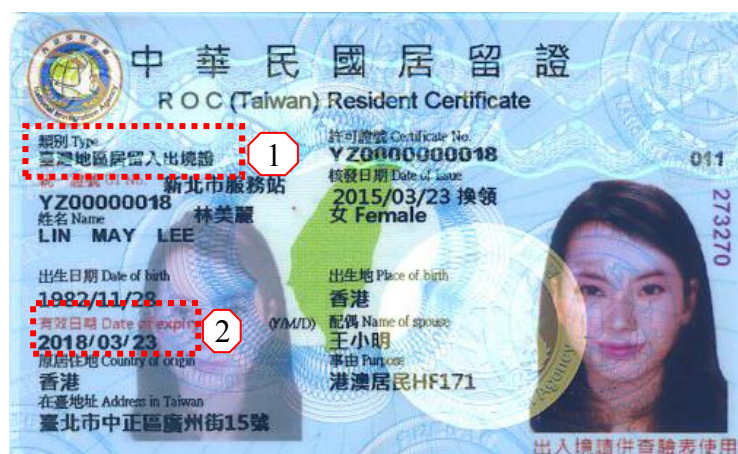 中華民國居留證
R O C (Taiwan) Resident Certificate
類別 Type
臺灣地區居留入出境證
1
許可證號 Certificate No.
YZ00000000018
011
新北市服務站
核發日期 Date of Issue
2015/03/23 換領
YZ00000018
姓名 Name
林美麗
女 Female
LIN MAY LEE
273270
出生日期 Date of birth
1982/11/28
出生地 Place of birth
香港
有效日期 Date of expiry
2
(Y/M/D)
2018/03/23
配偶 Name of spouse
王小明
原居住地 Country of origin
香港
事由 Purpose
港澳居民HF171
在臺地址 Address in Taiwan
臺北市中正區廣州街15號
出入境請併查驗表使用